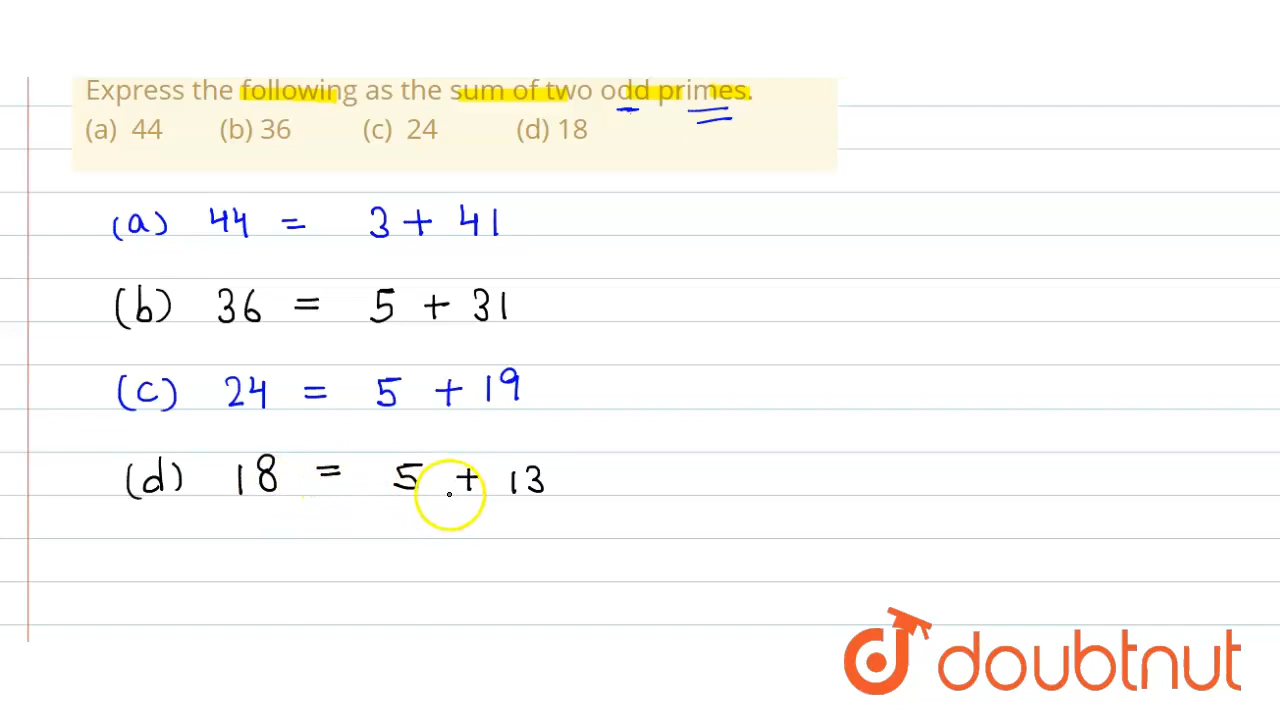 Express the following as the sum of two odd primes.
(a) 44 (b) 36 (c) 24 (d) 18
(a) 44 = 3 + 41
(b) 36 = 5 + 31
(c) 24 = 5 + 19
(d) 18 = 5 + 13
doubtnut